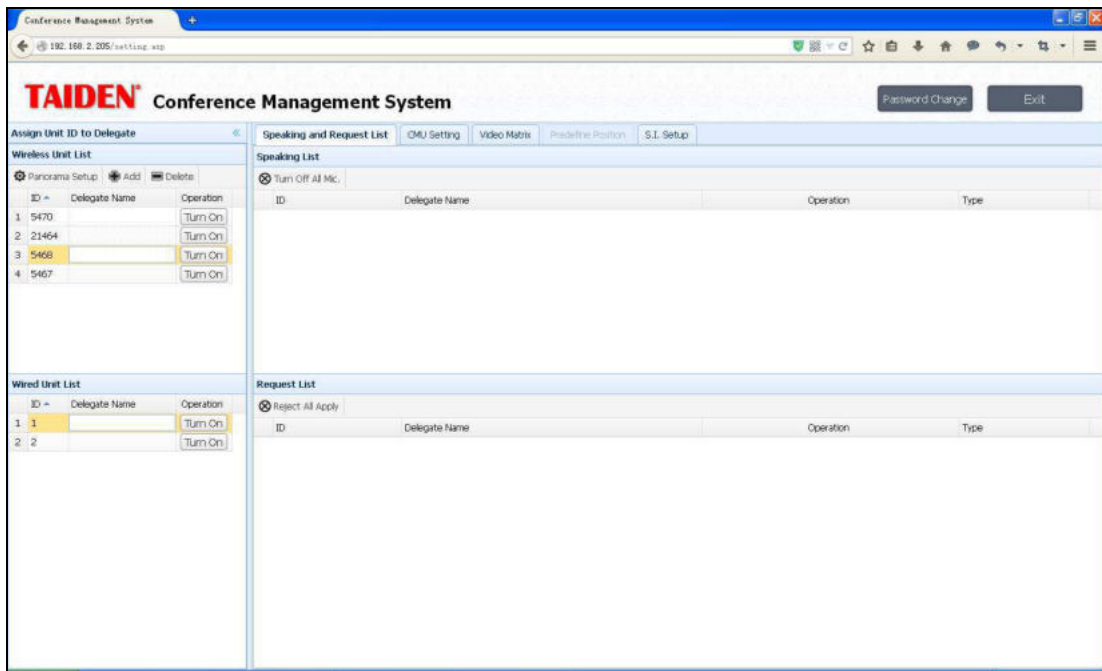 Conference Management System
192.168.2.205/setting.asp
TAIDEN Conference Management System
Password Change
Exit
Assign Unit ID to Delegate
Speaking and Request List
CMU Setting
Video Matrix
Predefine Position
S.I. Setup
Wireless Unit List
Panorama Setup
Add
Delete
ID Delegate Name Operation
1 5470 Turn On
2 21464 Turn On
3 5468 Turn On
4 5467 Turn On
Speaking List
Turn Off All Mic.
ID Delegate Name Operation Type
Wired Unit List
ID Delegate Name Operation
1 1 Turn On
2 2 Turn On
Request List
Reject All Apply
ID Delegate Name Operation Type